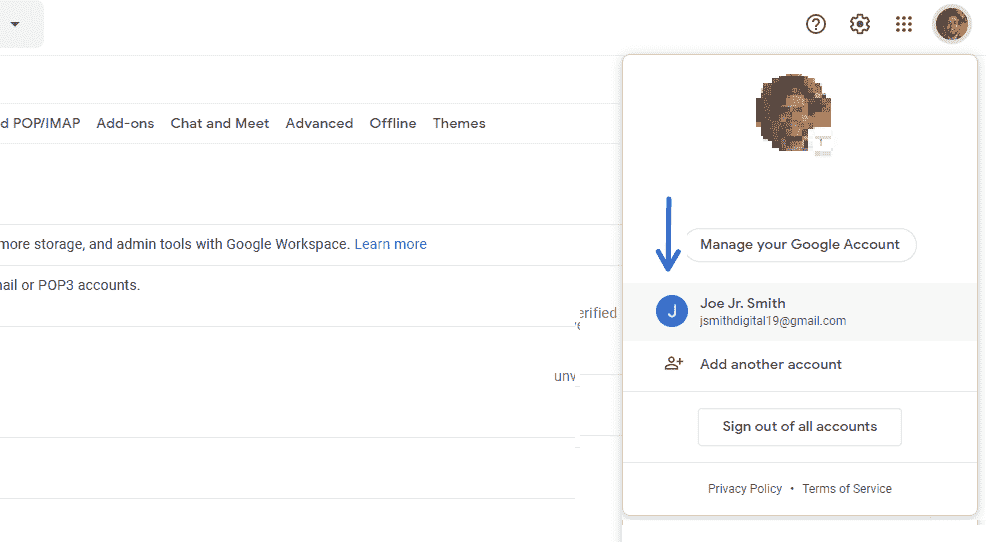 d POP/IMAP Add-ons Chat and Meet Advanced Offline Themes
more storage, and admin tools with Google Workspace. Learn more
ail or POP3 accounts.
erified
unv
Manage your Google Account
J
Joe Jr. Smith
jsmithdigital19@gmail.com
Add another account
Sign out of all accounts
Privacy Policy • Terms of Service